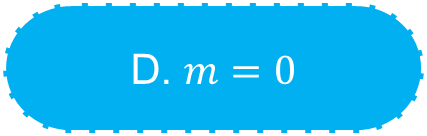 D. m = 0